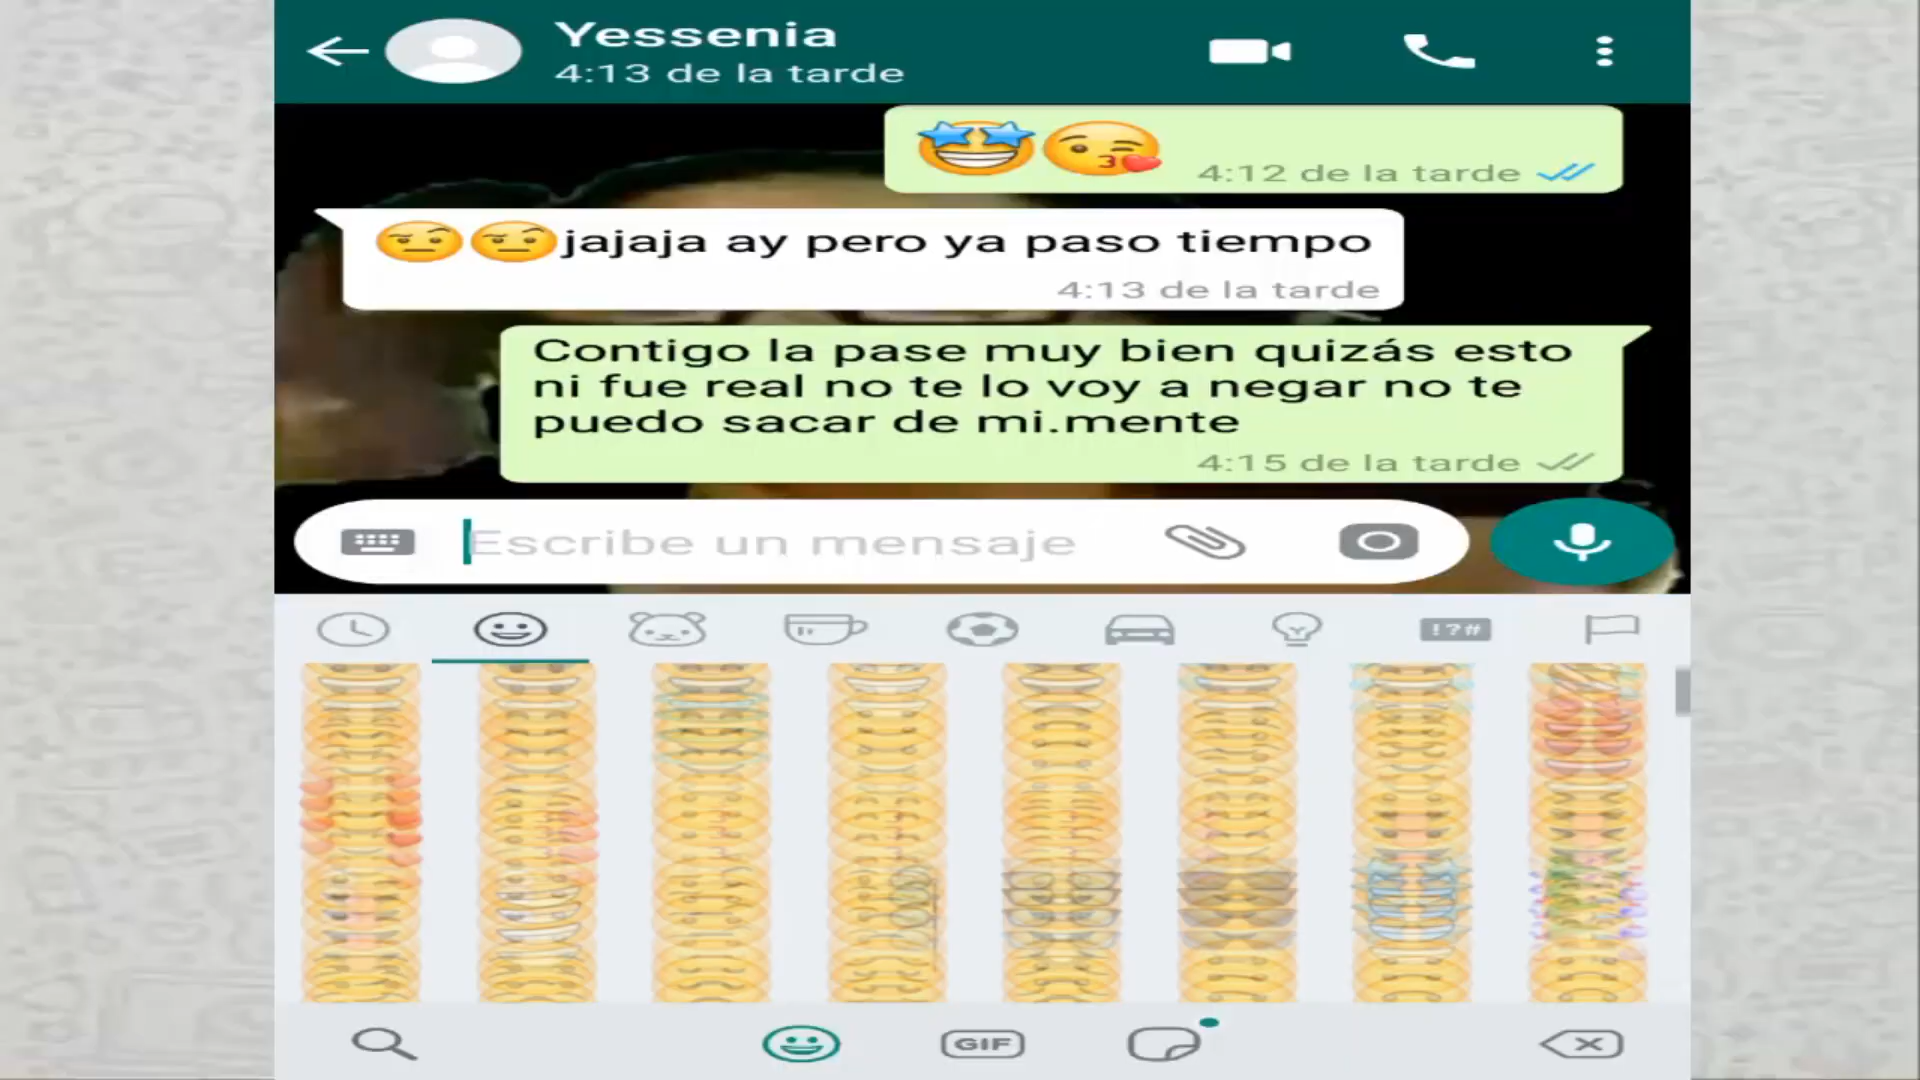 Yessenia
4:13 de la tarde
4:12 de la tarde
jajaja ay pero ya paso tiempo
4:13 de la tarde
Contigo la pase muy bien quizás esto
ni fue real no te lo voy a negar no te
puedo sacar de mi.mente
4:15 de la tarde
Escribe un mensaje
!?#
GIF